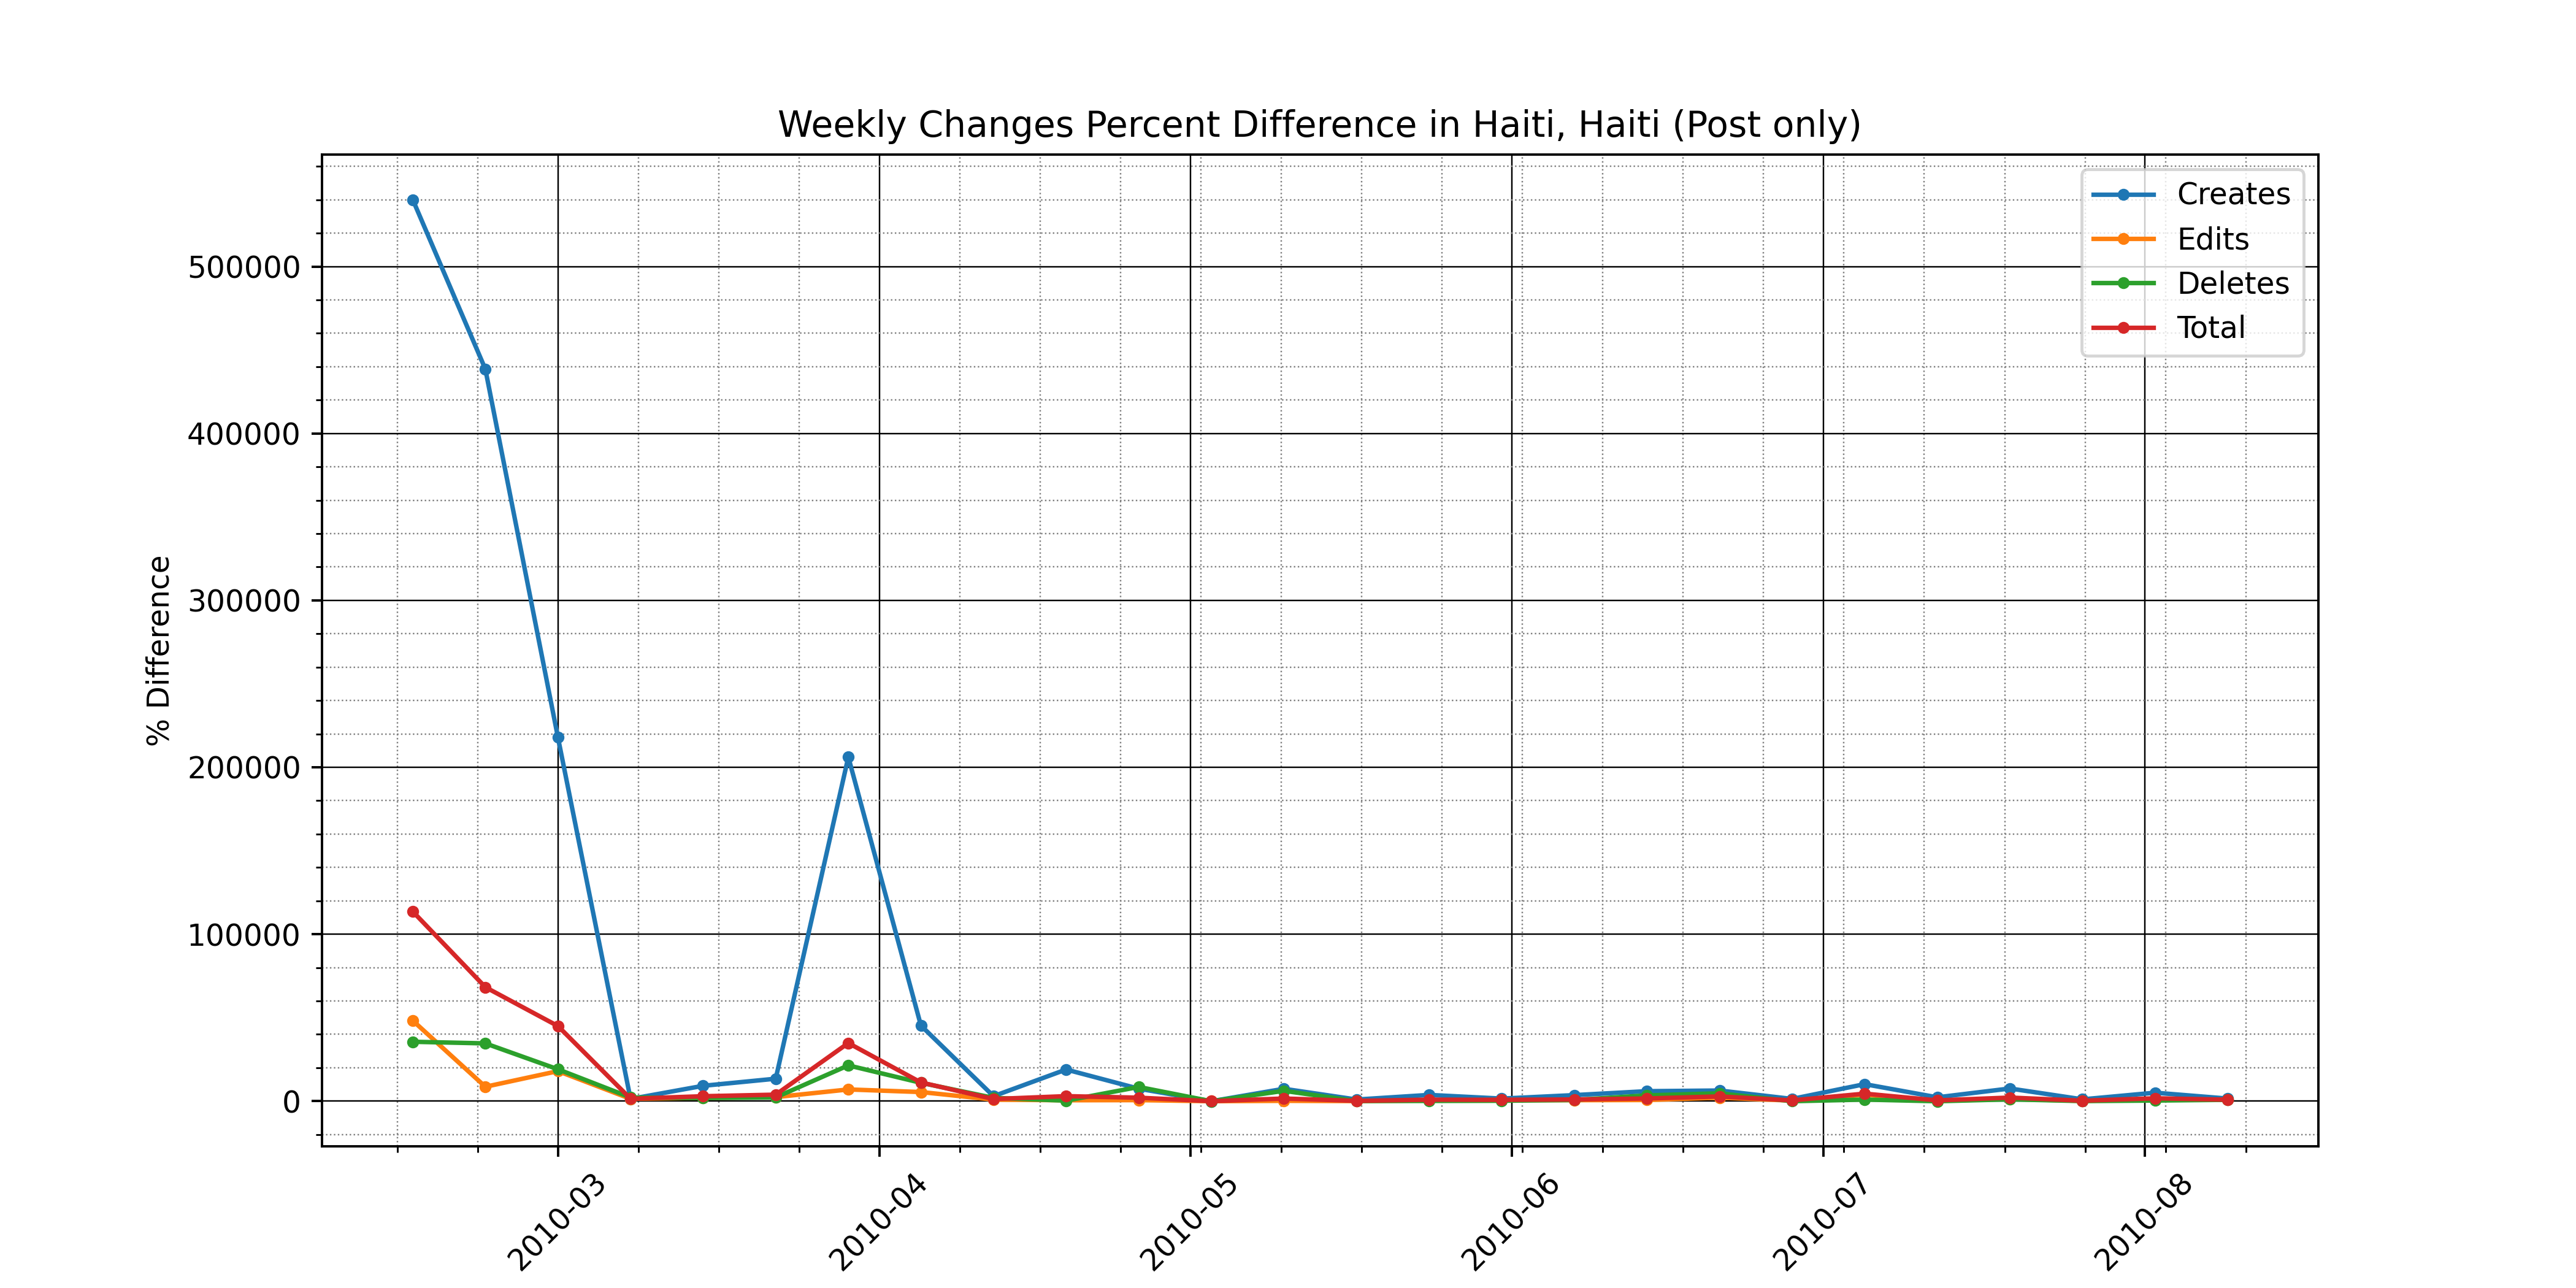 Weekly Changes Percent Difference in Haiti, Haiti (Post only)
Creates
Edits
Deletes
Total
% Difference
500000
400000
300000
200000
100000
0
2010-03
2010-04
2010-05
2010-06
2010-07
2010-08